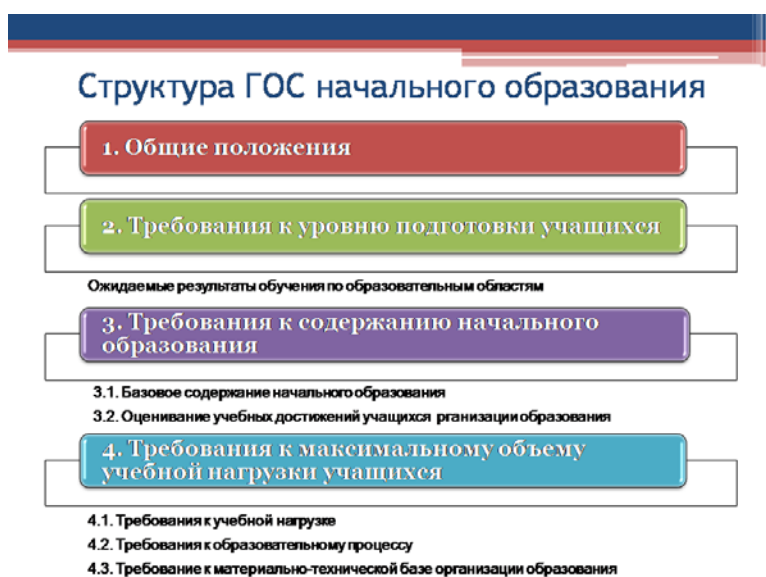 Структура ГОС начального образования
1. Общие положения
2. Требования к уровню подготовки учащихся
Ожидаемые результаты обучения по образовательным областям
3. Требования к содержанию начального
образования
3.1. Базовое содержание начального образования
3.2. Оценивание учебных достижений учащихся рганизации образования
4. Требования к максимальному объему
учебной нагрузки учащихся
4.1. Требования к учебной нагрузке
4.2. Требования к образовательному процессу
4.3. Требование к материально-технической базе организации образования